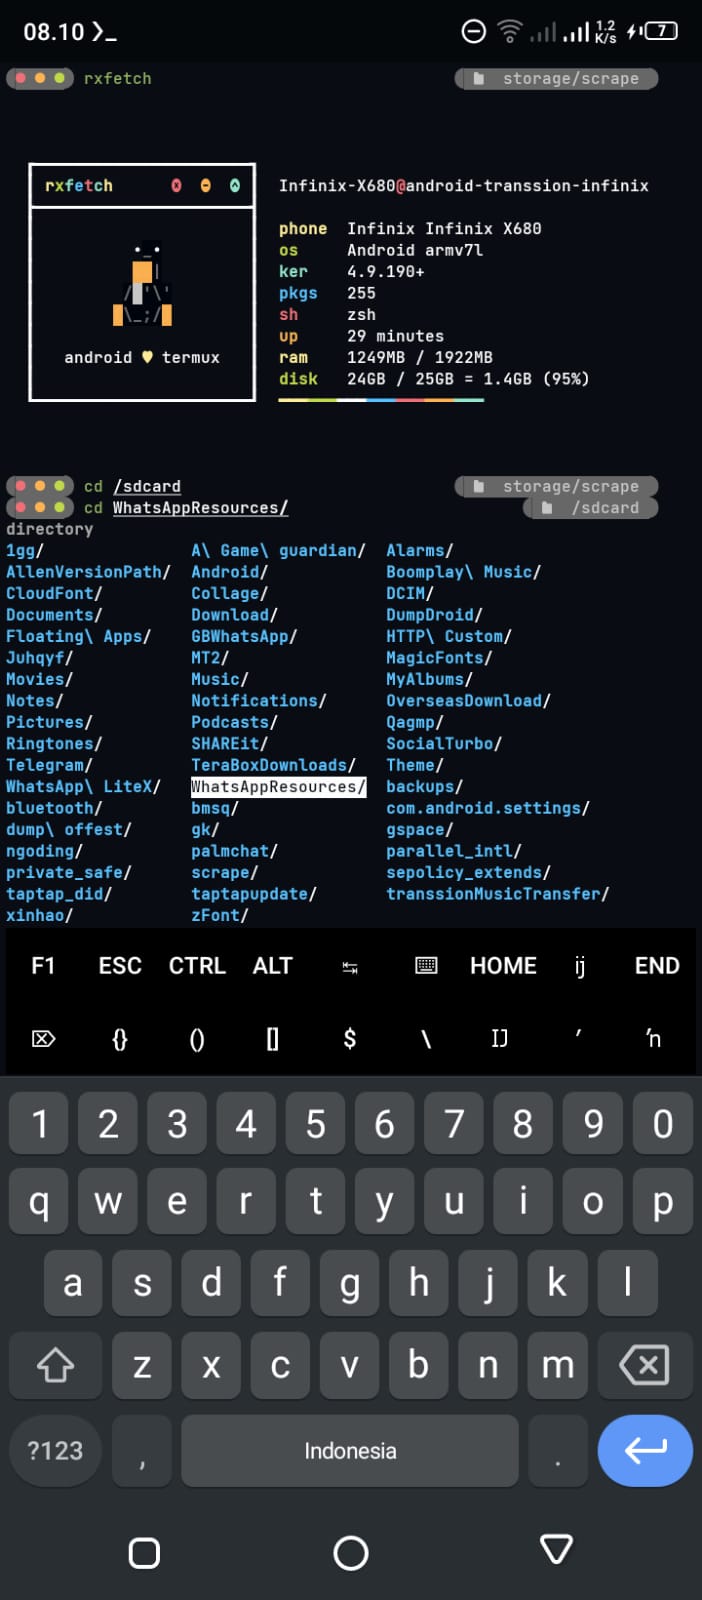 08.10 ❯_ 1.2 K/s 7
rxfetch storage/scrape
rxfetch x − ^
Infinix-X680@android-transsion-infinix
phone Infinix Infinix X680
os Android armv7l
ker 4.9.190+
pkgs 255
sh zsh
up 29 minutes
ram 1249MB / 1922MB
disk 24GB / 25GB = 1.4GB (95%)
android ♥ termux
cd /sdcard storage/scrape
cd WhatsAppResources/ /sdcard
directory
1gg/ A\ Game\ guardian/ Alarms/
AllenVersionPath/ Android/ Boomplay\ Music/
CloudFont/ Collage/ DCIM/
Documents/ Download/ DumpDroid/
Floating\ Apps/ GBWhatsApp/ HTTP\ Custom/
Juhqyf/ MT2/ MagicFonts/
Movies/ Music/ MyAlbums/
Notes/ Notifications/ OverseasDownload/
Pictures/ Podcasts/ Qagmp/
Ringtones/ SHAREit/ SocialTurbo/
Telegram/ TeraBoxDownloads/ Theme/
WhatsApp\ LiteX/ WhatsAppResources/ backups/
bluetooth/ bmsq/ com.android.settings/
dump\ offest/ gk/ gspace/
ngoding/ palmchat/ parallel_intl/
private_safe/ scrape/ sepolicy_extends/
taptap_did/ taptapupdate/ transsionMusicTransfer/
xinhao/ zFont/
F1 ESC CTRL ALT ↹ ⌨ HOME ĳ END
⌦ {} () [] $ \ Ĳ ′ ŉ
1 2 3 4 5 6 7 8 9 0
q w e r t y u i o p
a s d f g h j k l
z x c v b n m
?123 , Indonesia .